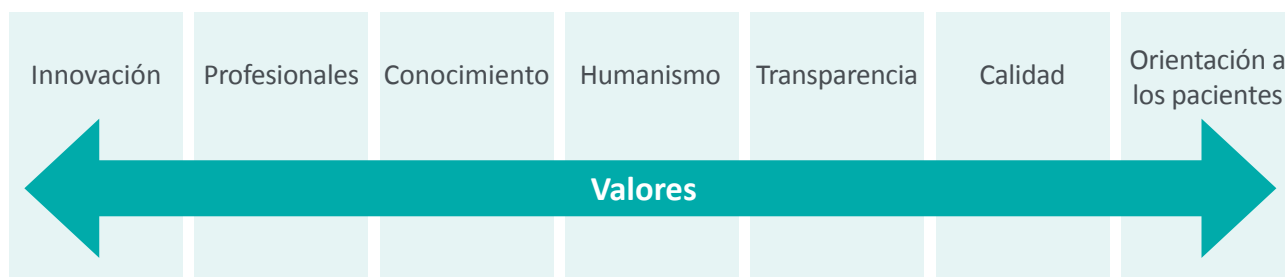 Innovación
Profesionales
Conocimiento
Humanismo
Transparencia
Calidad
Orientación a
los pacientes
Valores